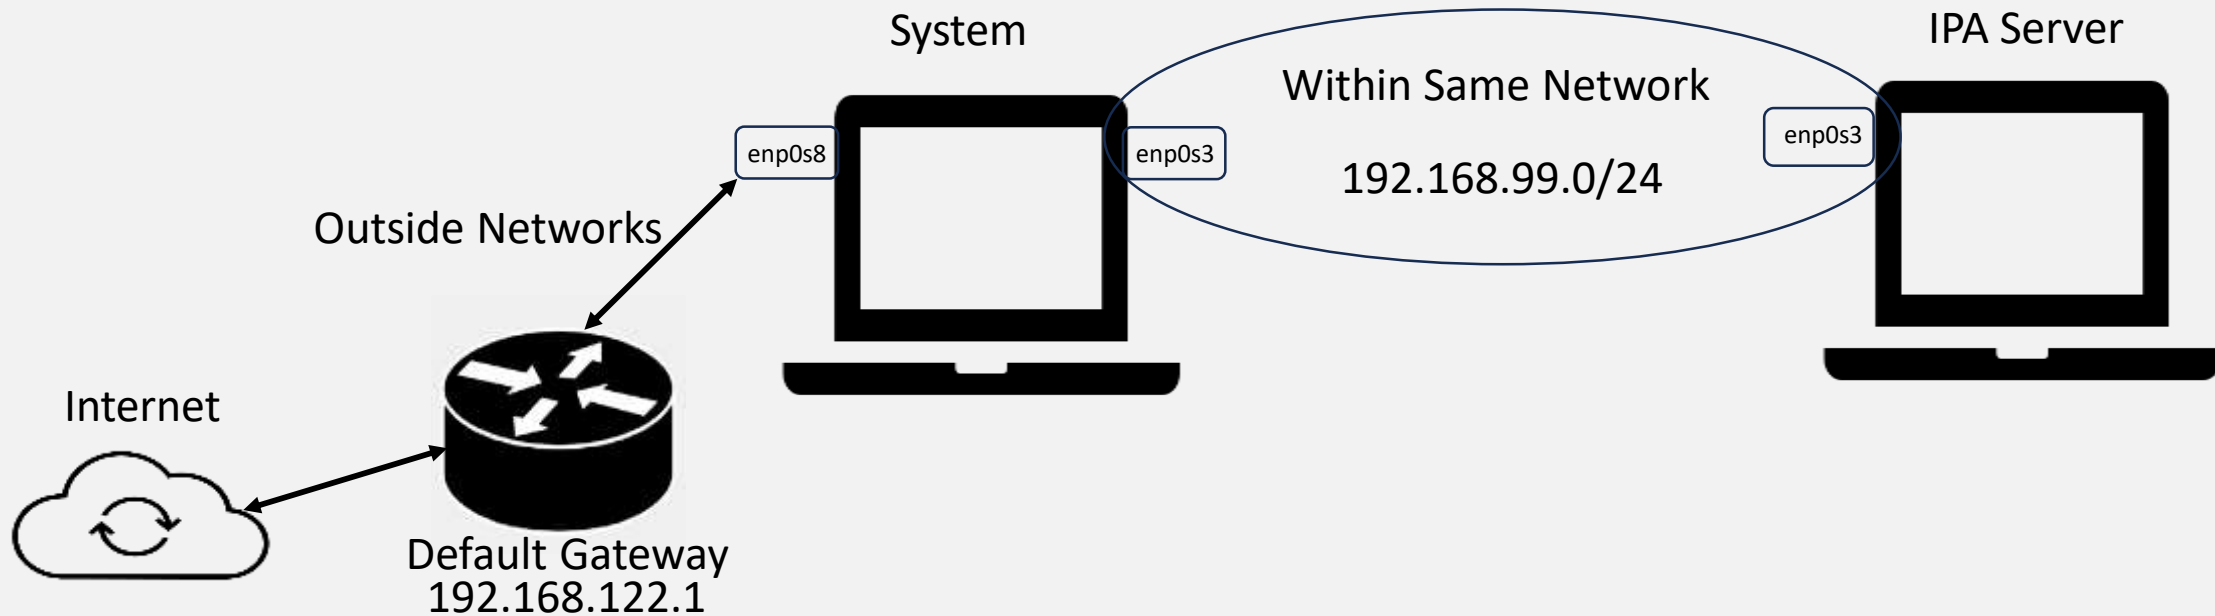 System
IPA Server
Within Same Network
enp0s8
enp0s3
enp0s3
192.168.99.0/24
Outside Networks
Internet
Default Gateway
192.168.122.1